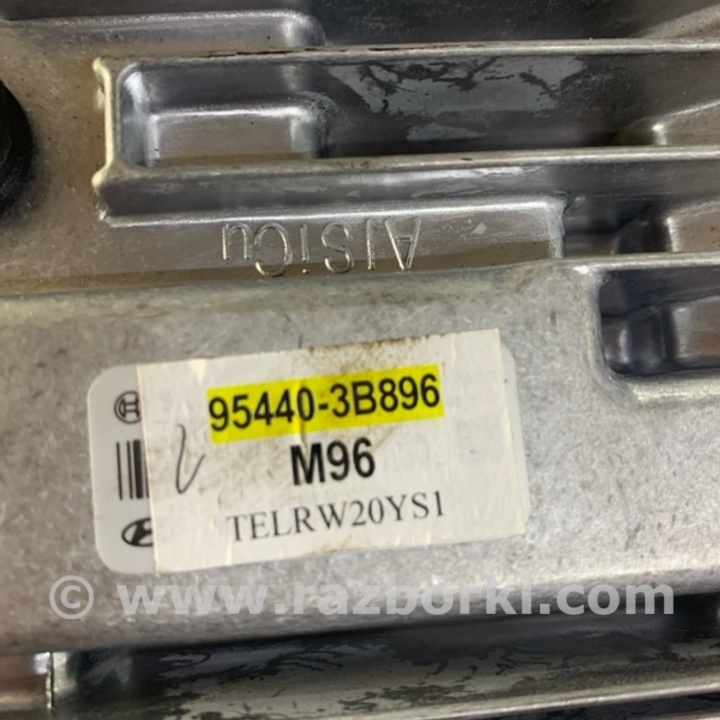 AlSiCu
95440-3B896
M96
TELRW20YS1
© www.razborki.com